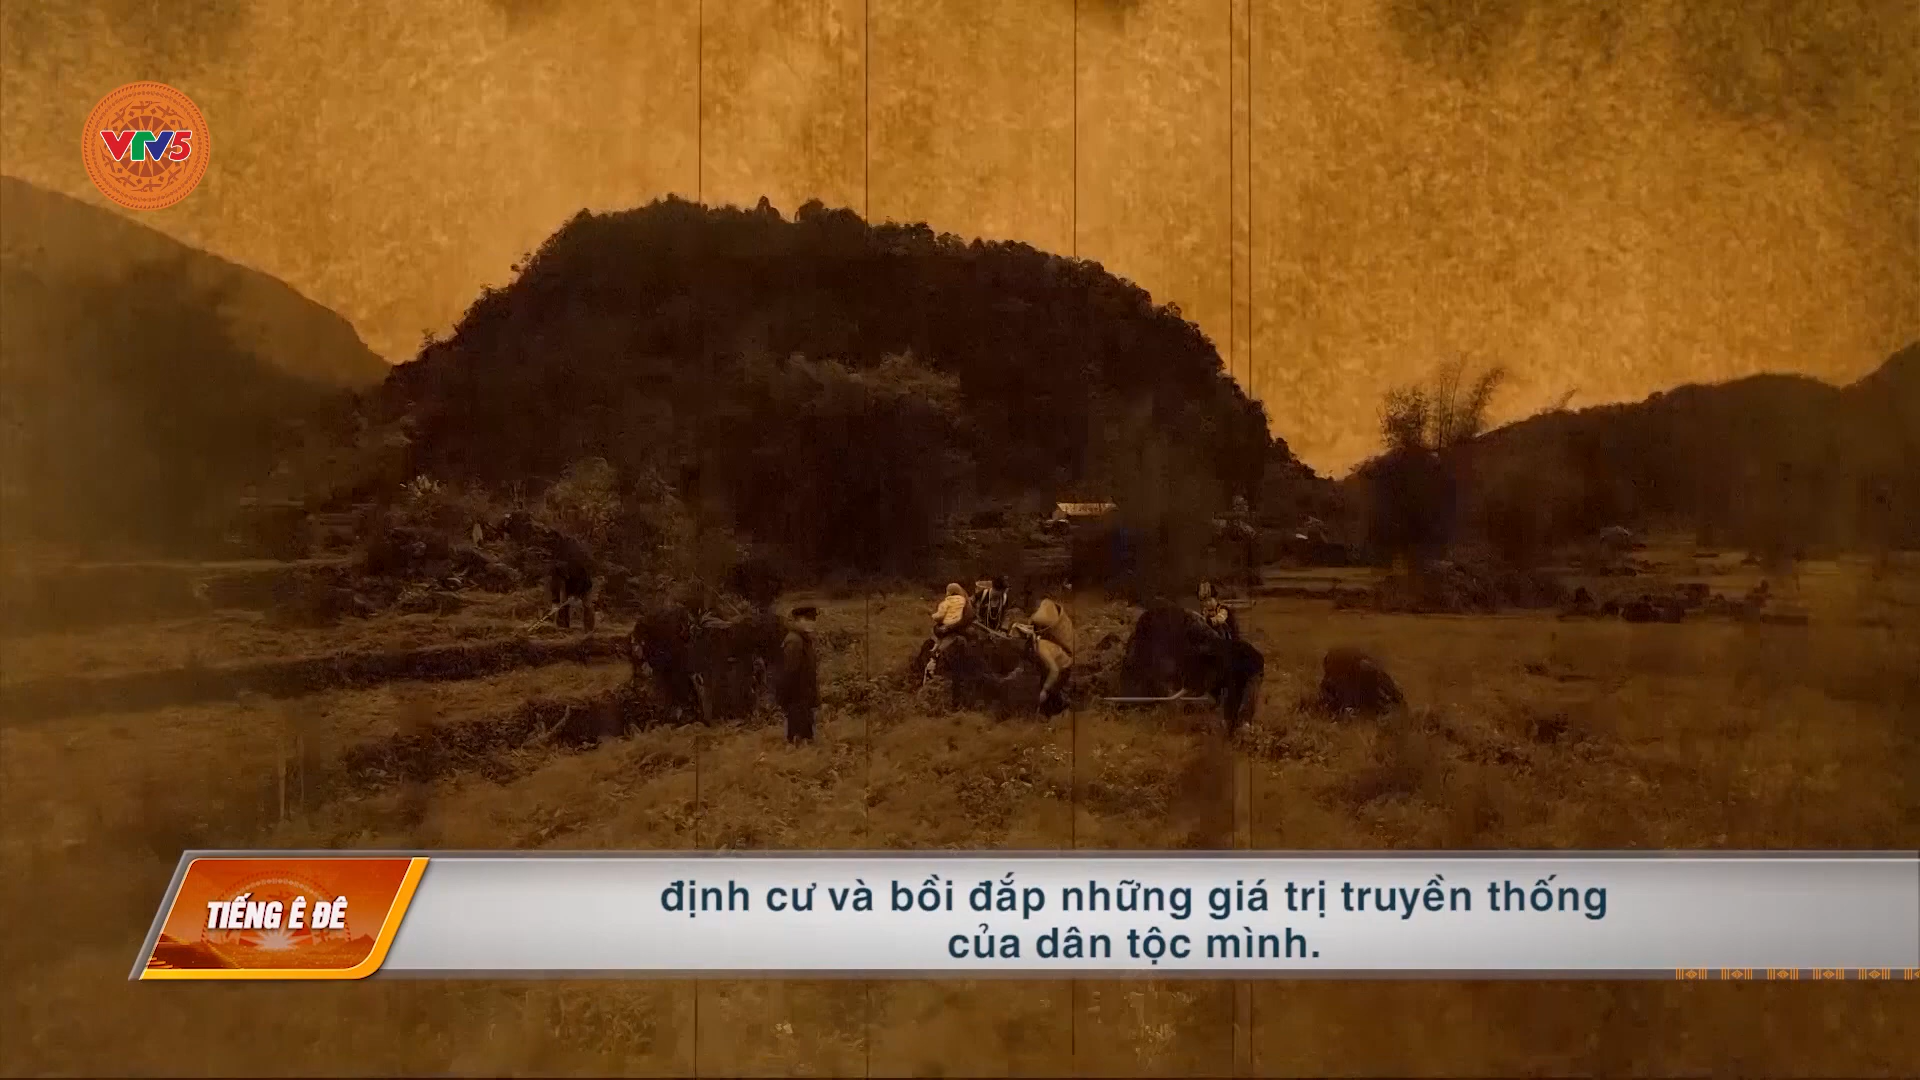 VTV5
TIẾNG Ê ĐÊ
định cư và bồi đắp những giá trị truyền thống
của dân tộc mình.